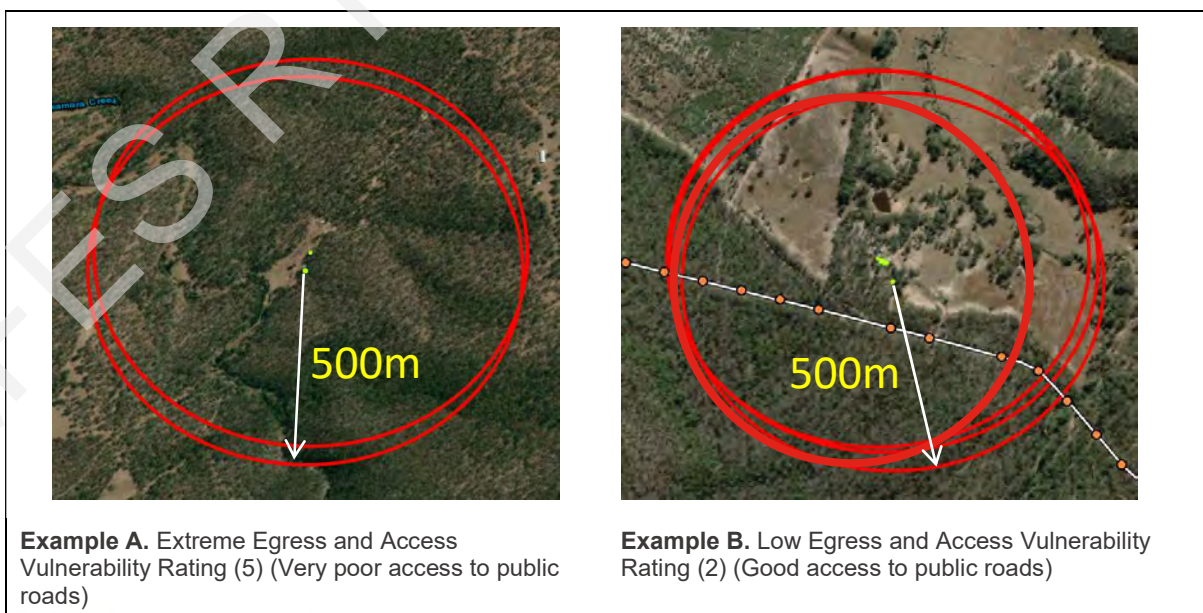 500m
500m
Example A. Extreme Egress and Access
Vulnerability Rating (5) (Very poor access to public
roads)
Example B. Low Egress and Access Vulnerability
Rating (2) (Good access to public roads)